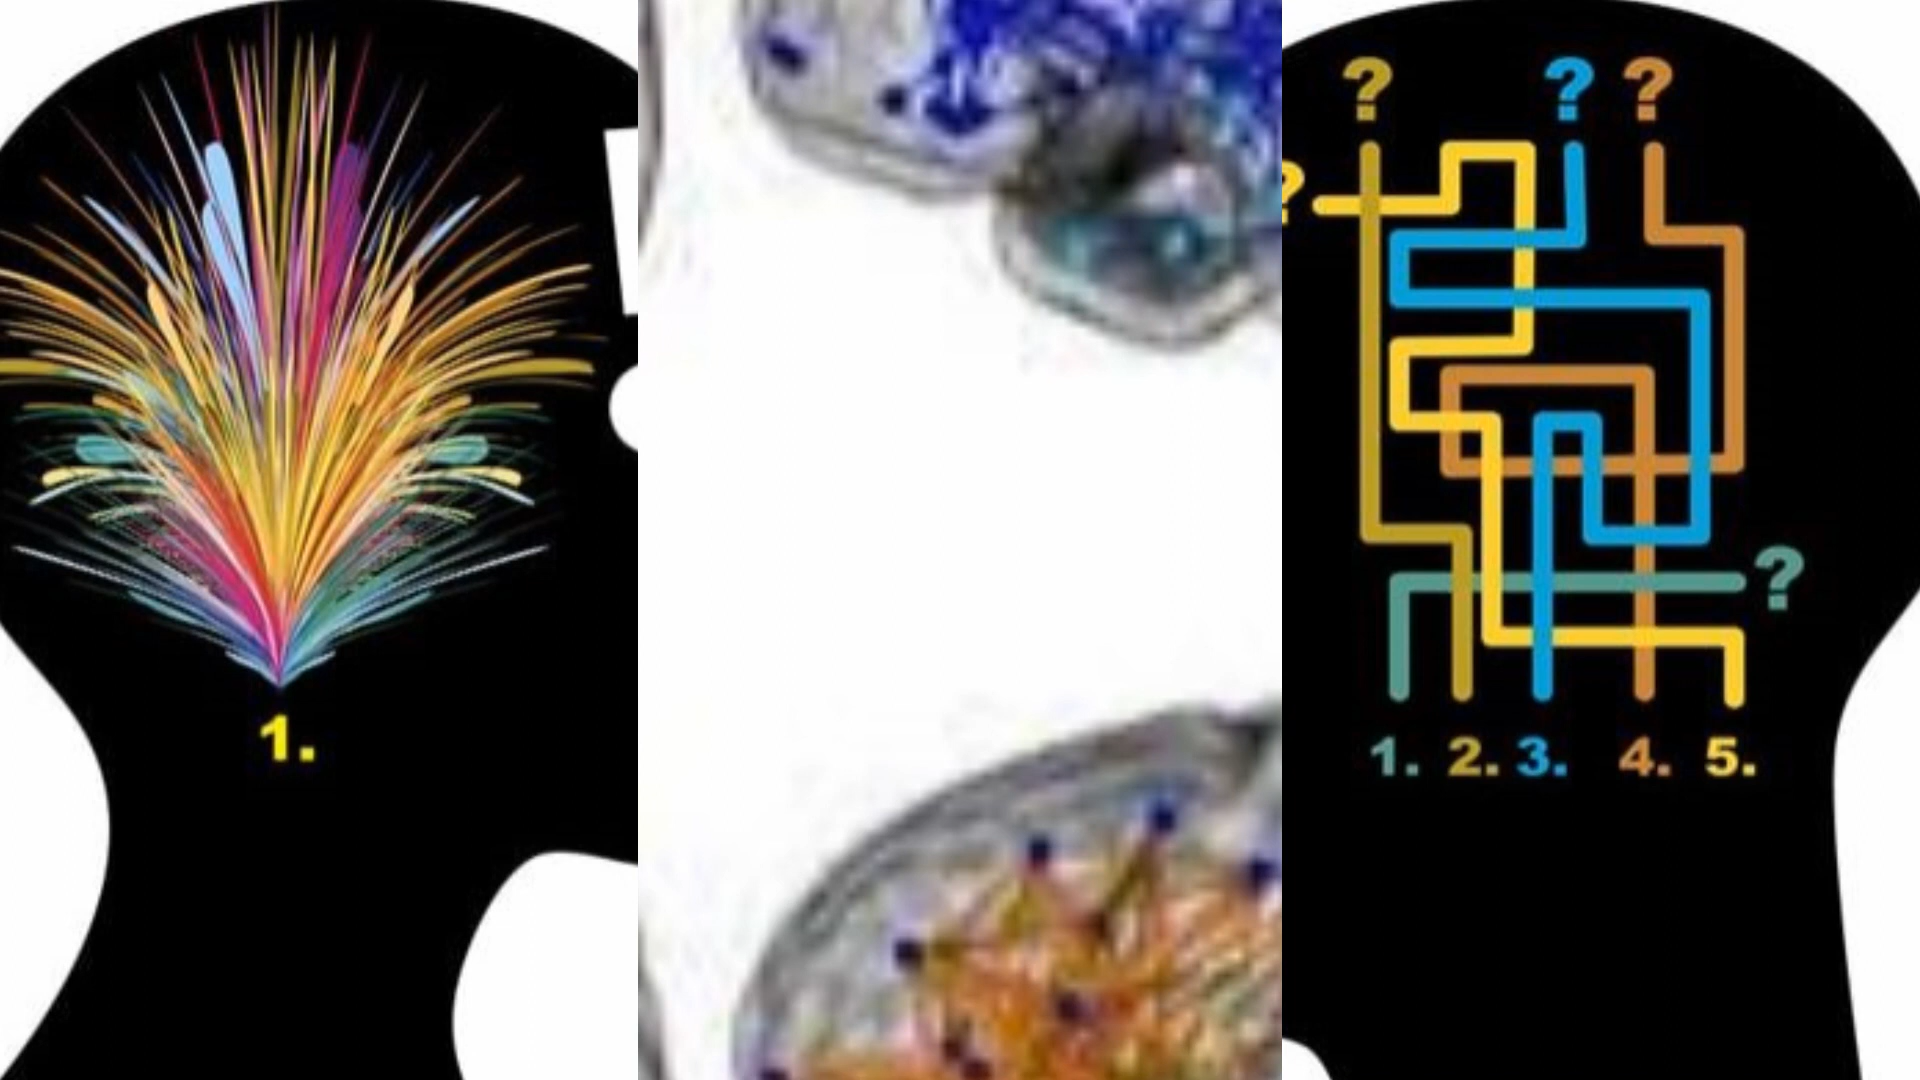 1.
? ? ?
?
?
1. 2. 3. 4. 5.